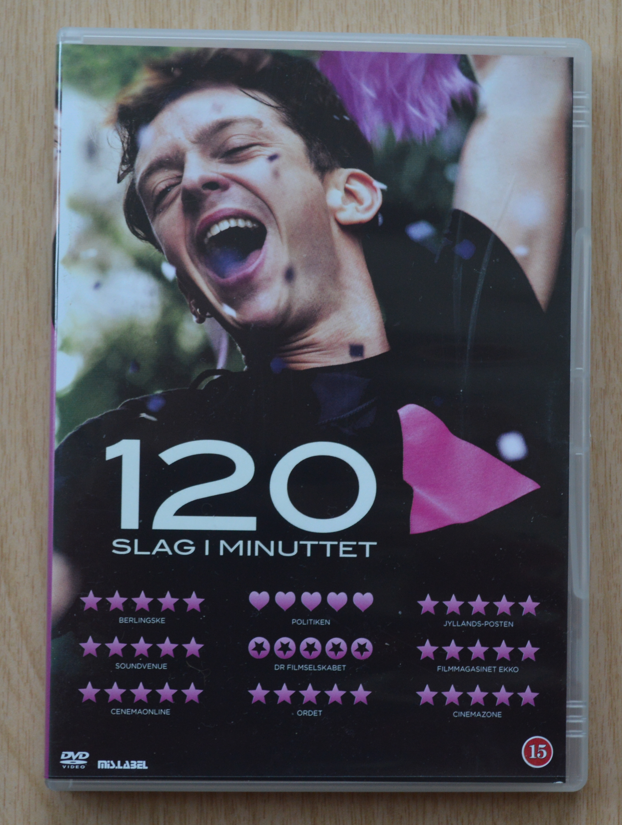 120
SLAG I MINUTTET
BERLINGSKE
POLITIKEN
JYLLANDS-POSTEN
SOUNDVENUE
DR FILMSELSKABET
FILMMAGASINET EKKO
CENEMAONLINE
ORDET
CINEMAZONE
DVD
VIDEO
MIS.LABEL
15